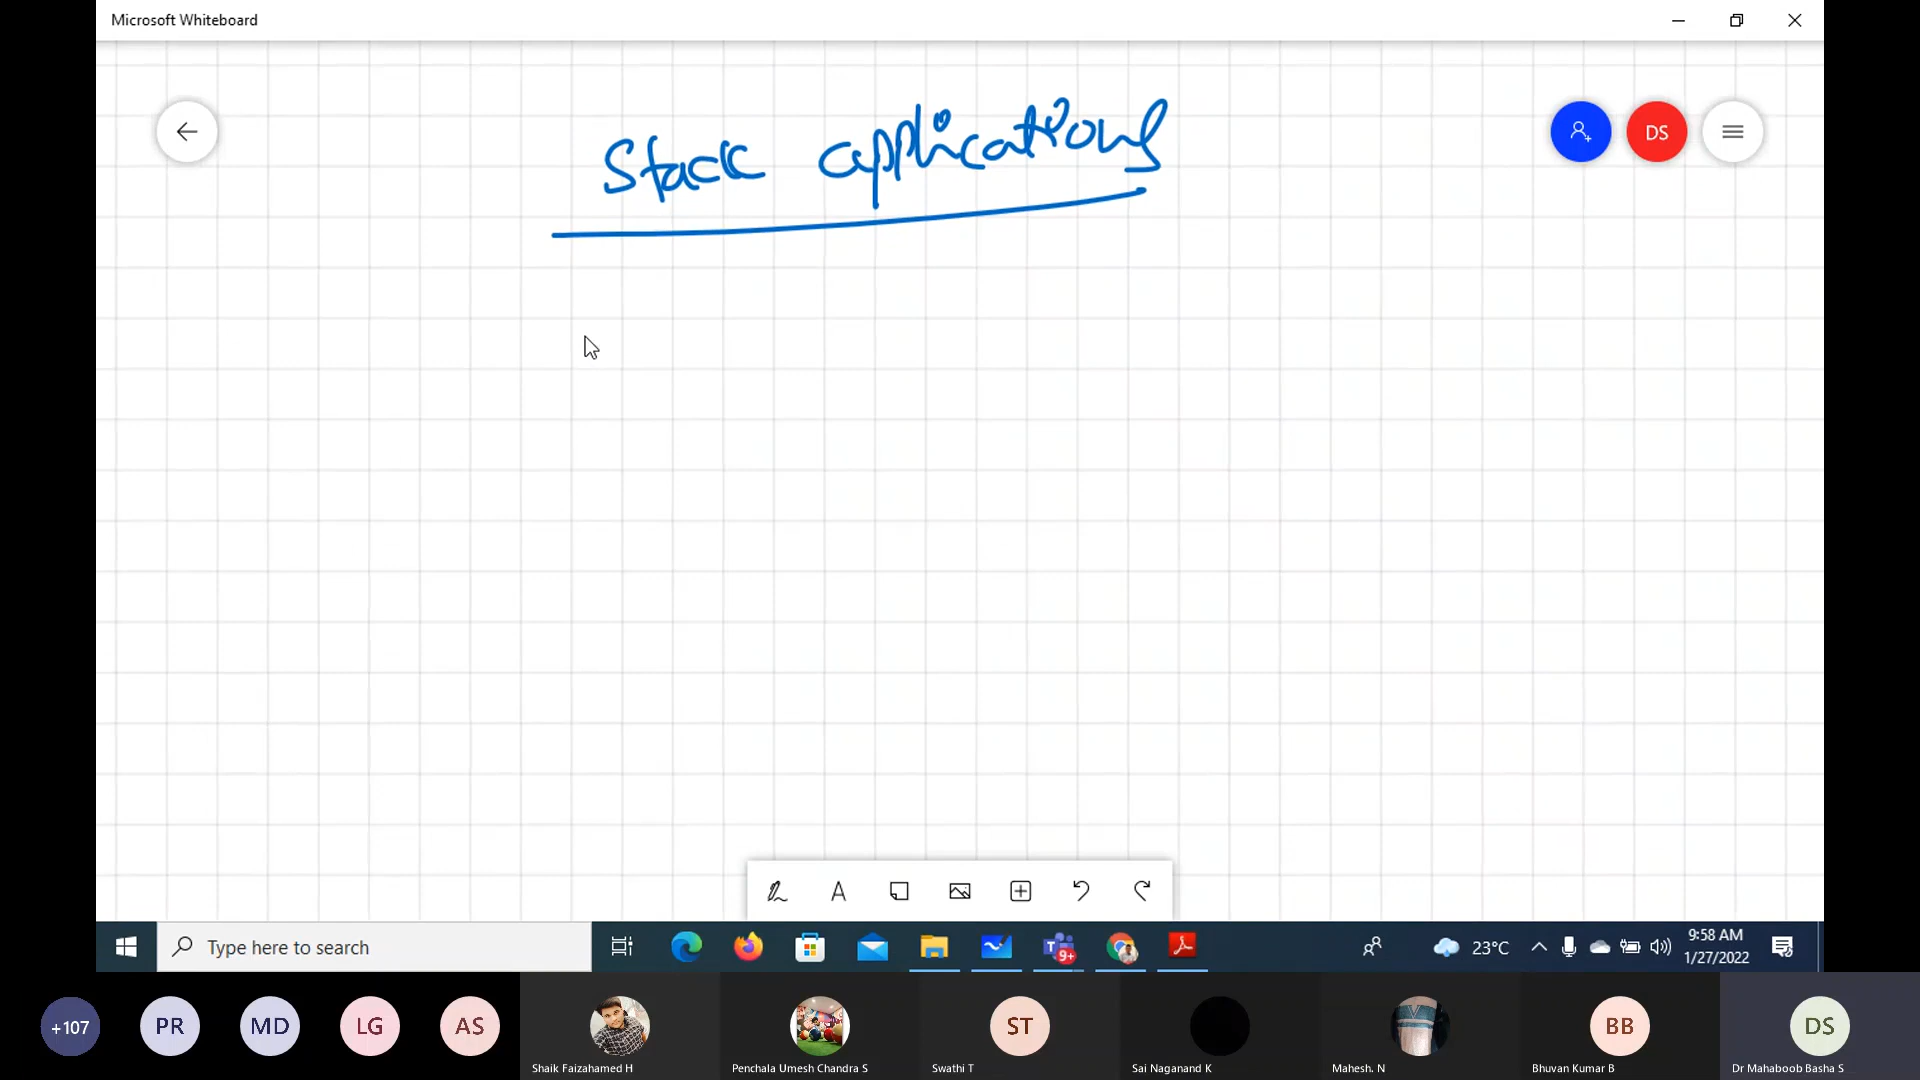 Microsoft Whiteboard
Stack applications
DS
A
Type here to search
9+
23°C
9:58 AM
1/27/2022
+107
PR
MD
LG
AS
ST
BB
DS
Shaik Faizahamed H
Penchala Umesh Chandra S
Swathi T
Sai Naganand K
Mahesh. N
Bhuvan Kumar B
Dr Mahaboob Basha S